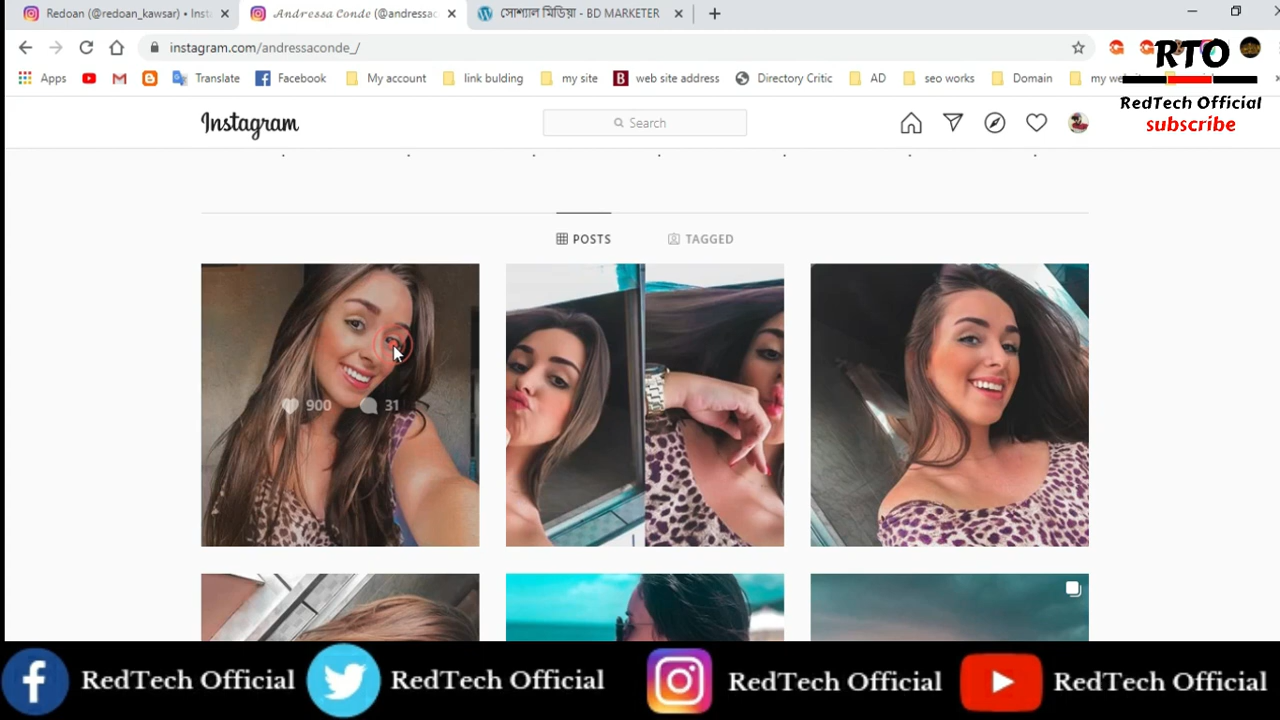 Redoan (@redoan_kawsar) • Inst
𝒜𝓃𝒹𝓇𝑒𝓈𝓈𝒶 𝒞𝑜𝓃𝒹𝑒 (@andressac
সোশ্যাল মিডিয়া - BD MARKETER
instagram.com/andressaconde_/
Apps
Translate
Facebook
My account
link bulding
my site
B
web site address
Directory Critic
AD
seo works
Domain
RTO
RedTech Official
subscribe
Instagram
Search
POSTS
TAGGED
900
31
RedTech Official
RedTech Official
RedTech Official
RedTech Official